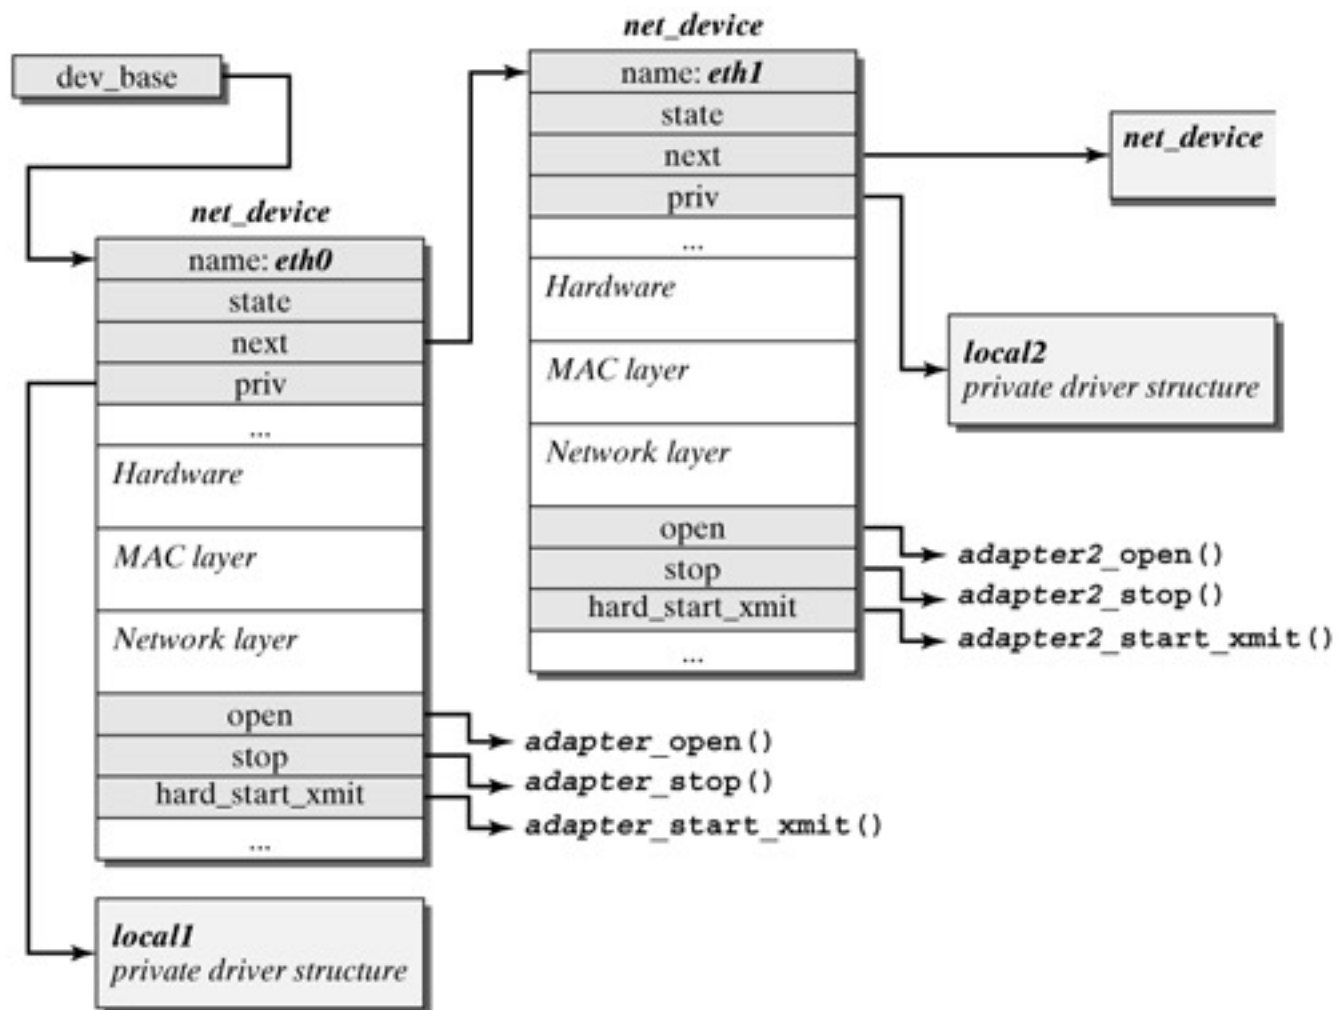 dev_base
net_device
name: eth0
state
next
priv
...
Hardware
MAC layer
Network layer
open
stop
hard_start_xmit
...
adapter_open()
adapter_stop()
adapter_start_xmit()
local1
private driver structure
net_device
name: eth1
state
next
priv
...
Hardware
MAC layer
Network layer
open
stop
hard_start_xmit
...
adapter2_open()
adapter2_stop()
adapter2_start_xmit()
local2
private driver structure
net_device